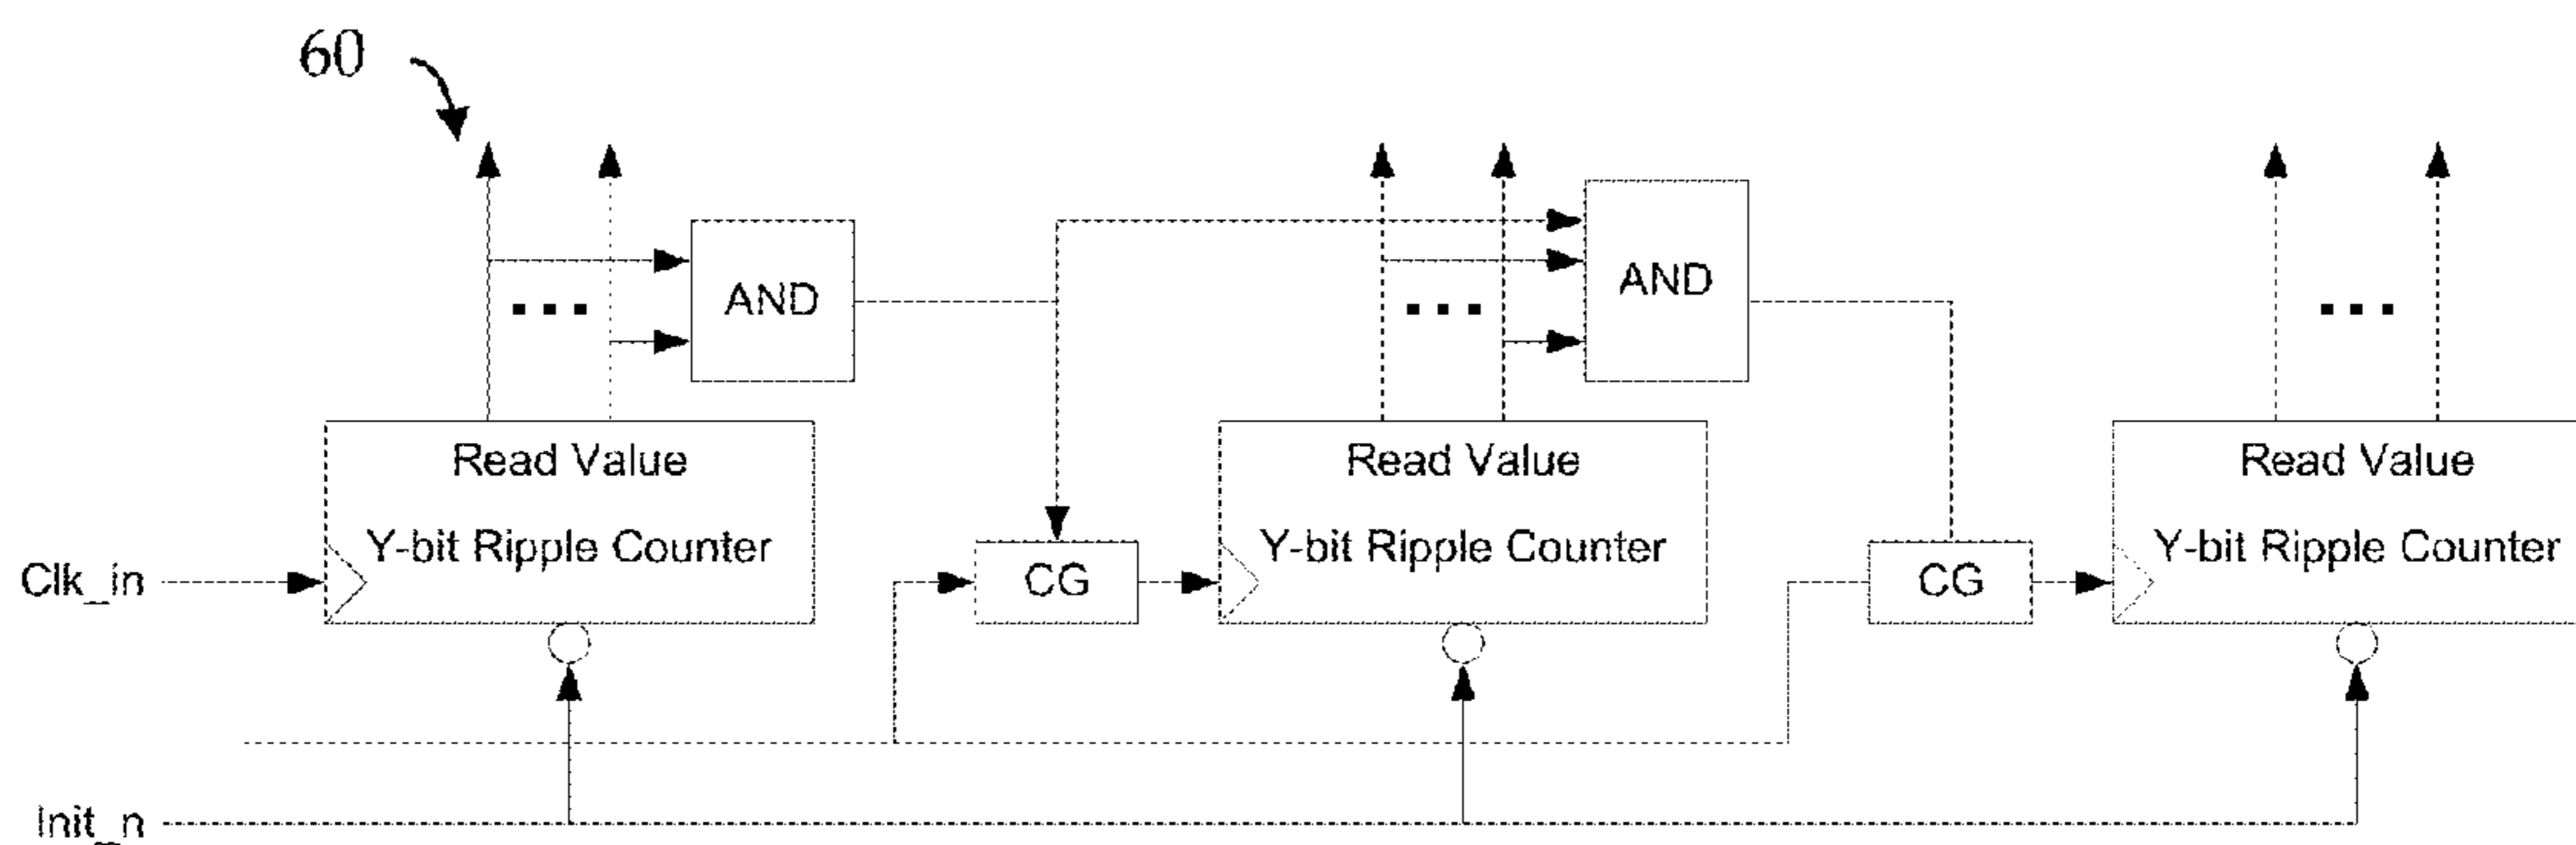 60
AND
AND
Read Value
Y-bit Ripple Counter
Read Value
Y-bit Ripple Counter
Read Value
Y-bit Ripple Counter
Clk_in
CG
CG
Init_n